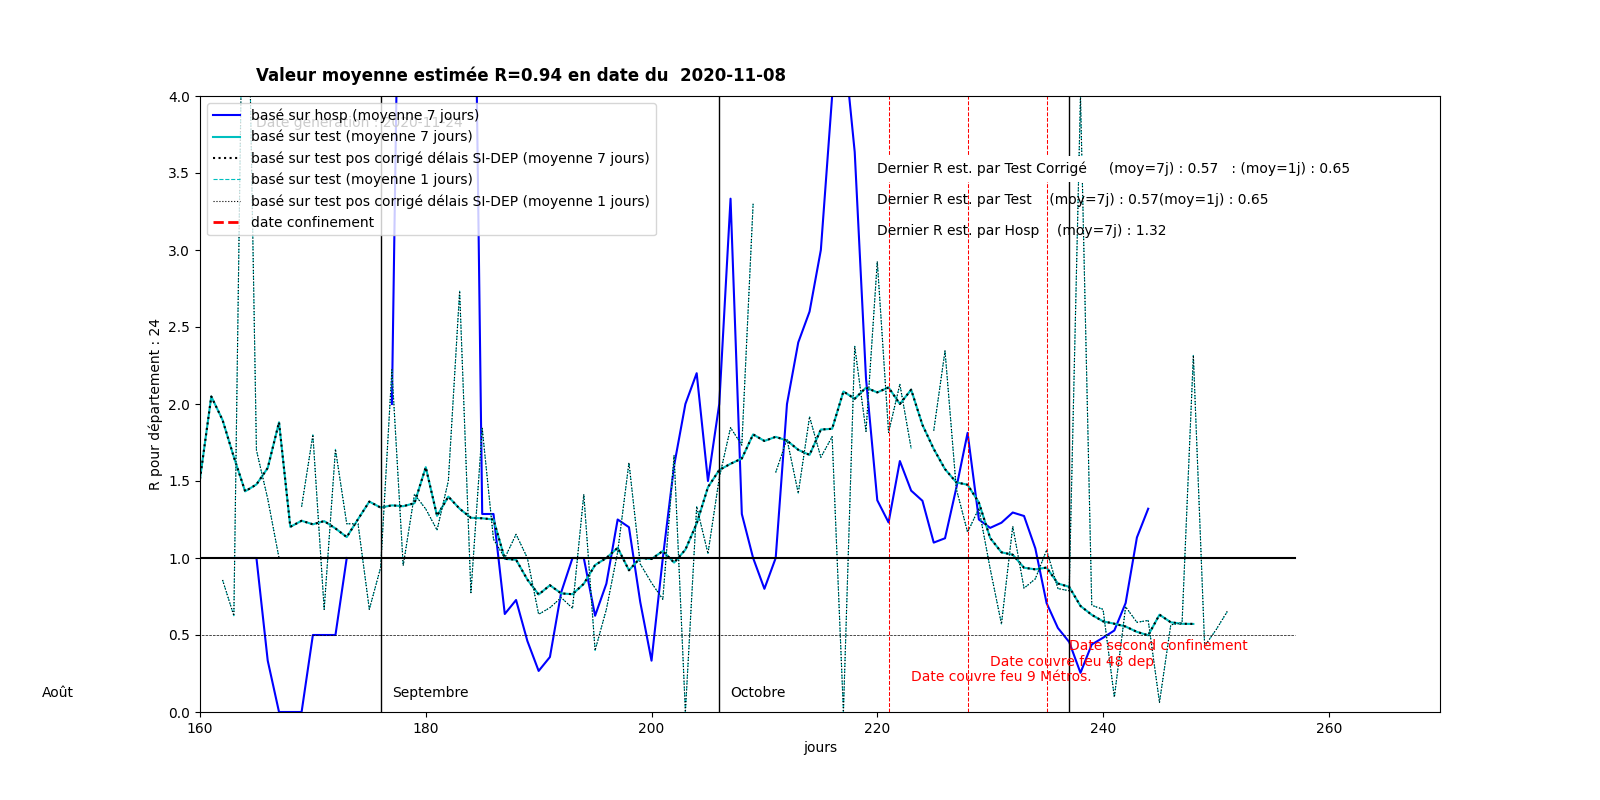 Valeur moyenne estimée R=0.94 en date du  2020-11-08
Date génération : 2020-11-24
basé sur hosp (moyenne 7 jours)
basé sur test (moyenne 7 jours)
basé sur test pos corrigé délais SI-DEP (moyenne 7 jours)
basé sur test (moyenne 1 jours)
basé sur test pos corrigé délais SI-DEP (moyenne 1 jours)
date confinement
Dernier R est. par Test Corrigé     (moy=7j) : 0.57   : (moy=1j) : 0.65
Dernier R est. par Test    (moy=7j) : 0.57(moy=1j) : 0.65
Dernier R est. par Hosp    (moy=7j) : 1.32
R pour département : 24
4.0
3.5
3.0
2.5
2.0
1.5
1.0
0.5
0.0
Date second confinement
Date couvre feu 48 dep
Date couvre feu 9 Métros.
Août
Septembre
Octobre
160
180
200
220
240
260
jours